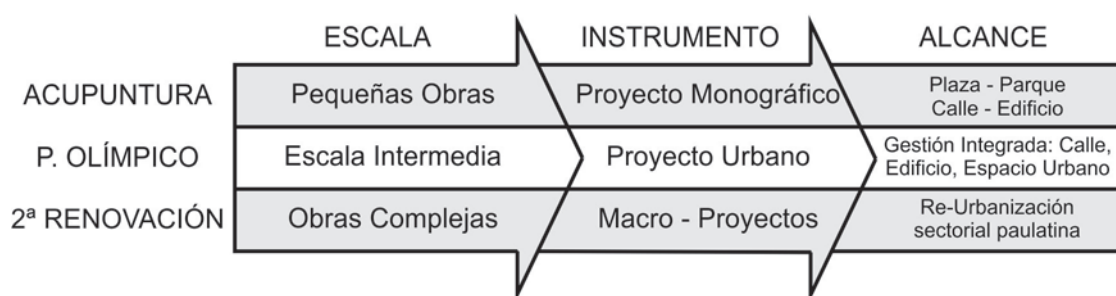 ESCALA INSTRUMENTO ALCANCE
ACUPUNTURA Pequeñas Obras Proyecto Monográfico Plaza - Parque
Calle - Edificio
P. OLÍMPICO Escala Intermedia Proyecto Urbano Gestión Integrada: Calle,
Edificio, Espacio Urbano
2ª RENOVACIÓN Obras Complejas Macro - Proyectos Re-Urbanización
sectorial paulatina